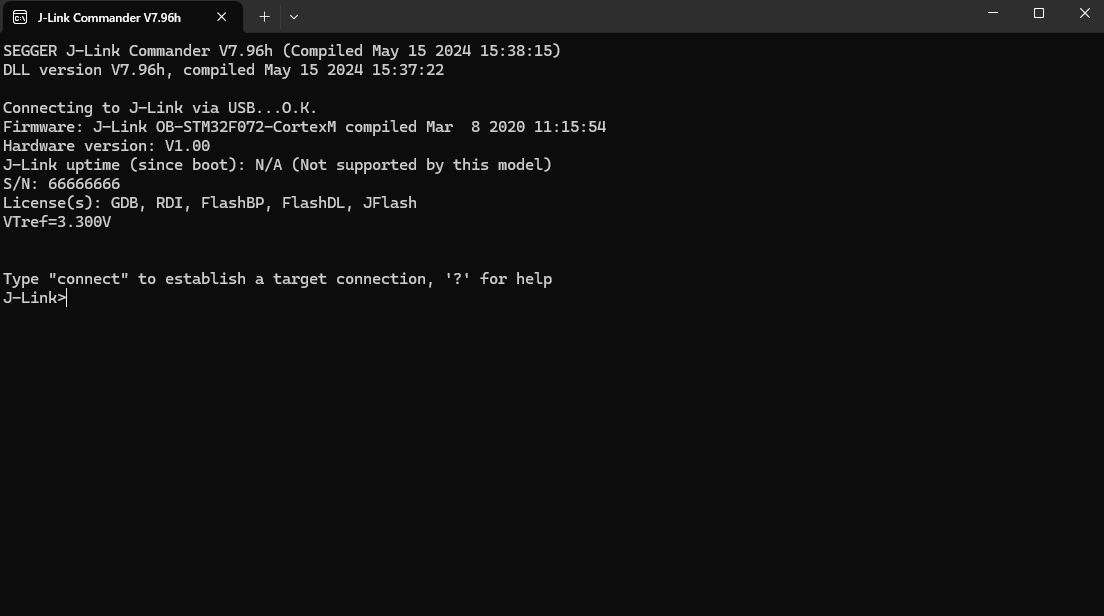 J-Link Commander V7.96h
SEGGER J-Link Commander V7.96h (Compiled May 15 2024 15:38:15)
DLL version V7.96h, compiled May 15 2024 15:37:22
Connecting to J-Link via USB...O.K.
Firmware: J-Link OB-STM32F072-CortexM compiled Mar  8 2020 11:15:54
Hardware version: V1.00
J-Link uptime (since boot): N/A (Not supported by this model)
S/N: 66666666
License(s): GDB, RDI, FlashBP, FlashDL, JFlash
VTref=3.300V
Type "connect" to establish a target connection, '?' for help
J-Link>